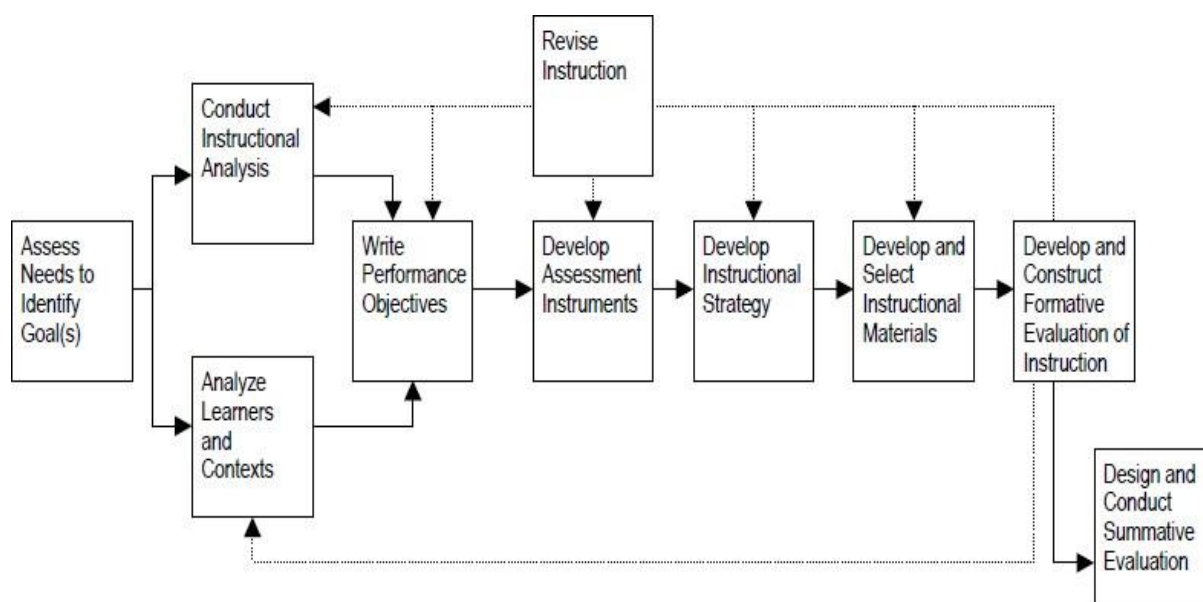 Revise
Instruction
Conduct
Instructional
Analysis
Assess
Needs to
Identify
Goal(s)
Write
Performance
Objectives
Develop
Assessment
Instruments
Develop
Instructional
Strategy
Develop and
Select
Instructional
Materials
Develop and
Construct
Formative
Evaluation of
Instruction
Analyze
Learners
and
Contexts
Design and
Conduct
Summative
Evaluation